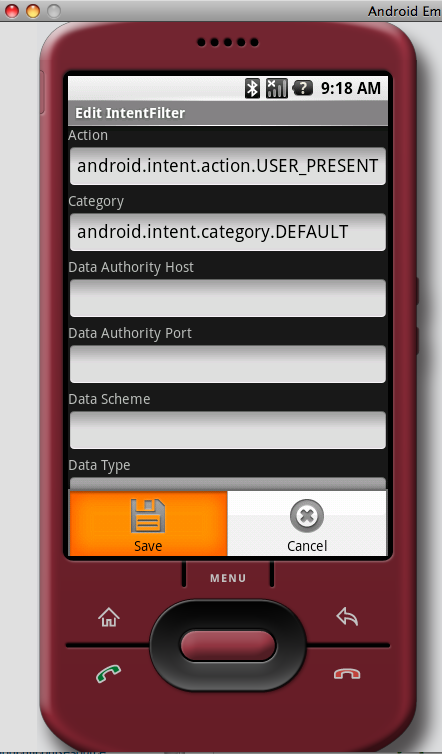 Android Em
9:18 AM
Edit IntentFilter
Action
android.intent.action.USER_PRESENT
Category
android.intent.category.DEFAULT
Data Authority Host
Data Authority Port
Data Scheme
Data Type
Save
Cancel
MENU